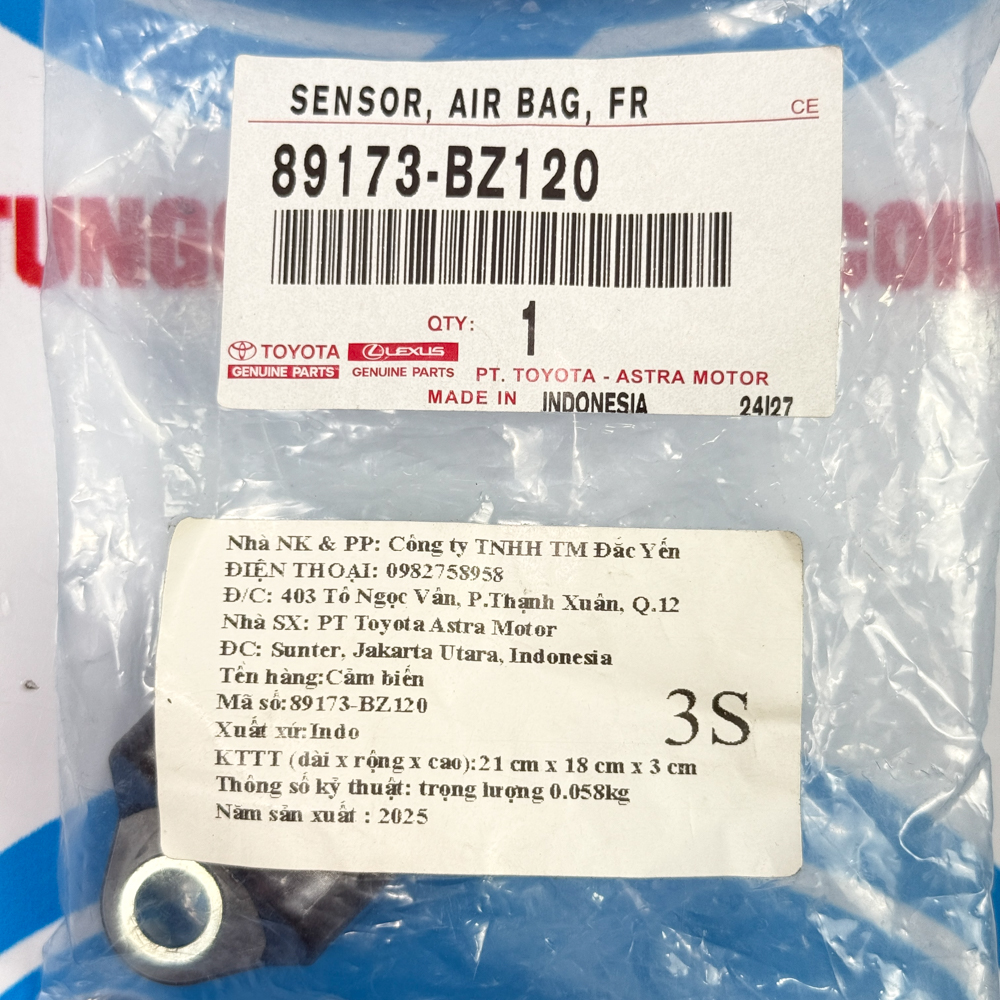 SENSOR, AIR BAG, FR
CE
89173-BZ120
QTY: 1
TOYOTA LEXUS
GENUINE PARTS GENUINE PARTS PT. TOYOTA - ASTRA MOTOR
MADE IN INDONESIA 24I27
TUNG
CON
Nhà NK & PP: Công ty TNHH TM Đắc Yến
ĐIỆN THOẠI: 0982758958
Đ/C: 403 Tô Ngọc Vân, P.Thạnh Xuân, Q.12
Nhà SX: PT Toyota Astra Motor
ĐC: Sunter, Jakarta Utara, Indonesia
Tên hàng:Cảm biến
Mã số:89173-BZ120
3S
Xuất xứ:Indo
KTTT (dài x rộng x cao):21 cm x 18 cm x 3 cm
Thông số kỷ thuật: trọng lượng 0.058kg
Năm sản xuất : 2025